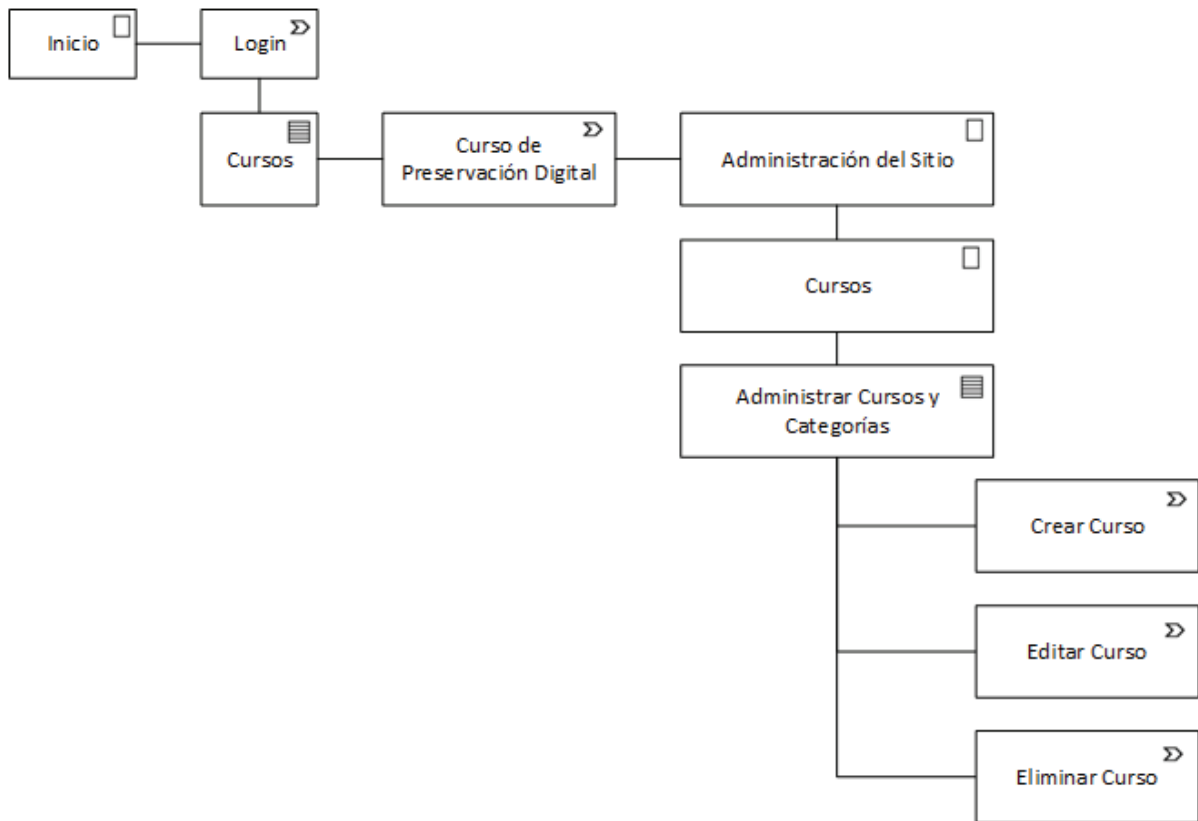 Inicio
Login
Cursos
Curso de
Preservación Digital
Administración del Sitio
Cursos
Administrar Cursos y
Categorías
Crear Curso
Editar Curso
Eliminar Curso